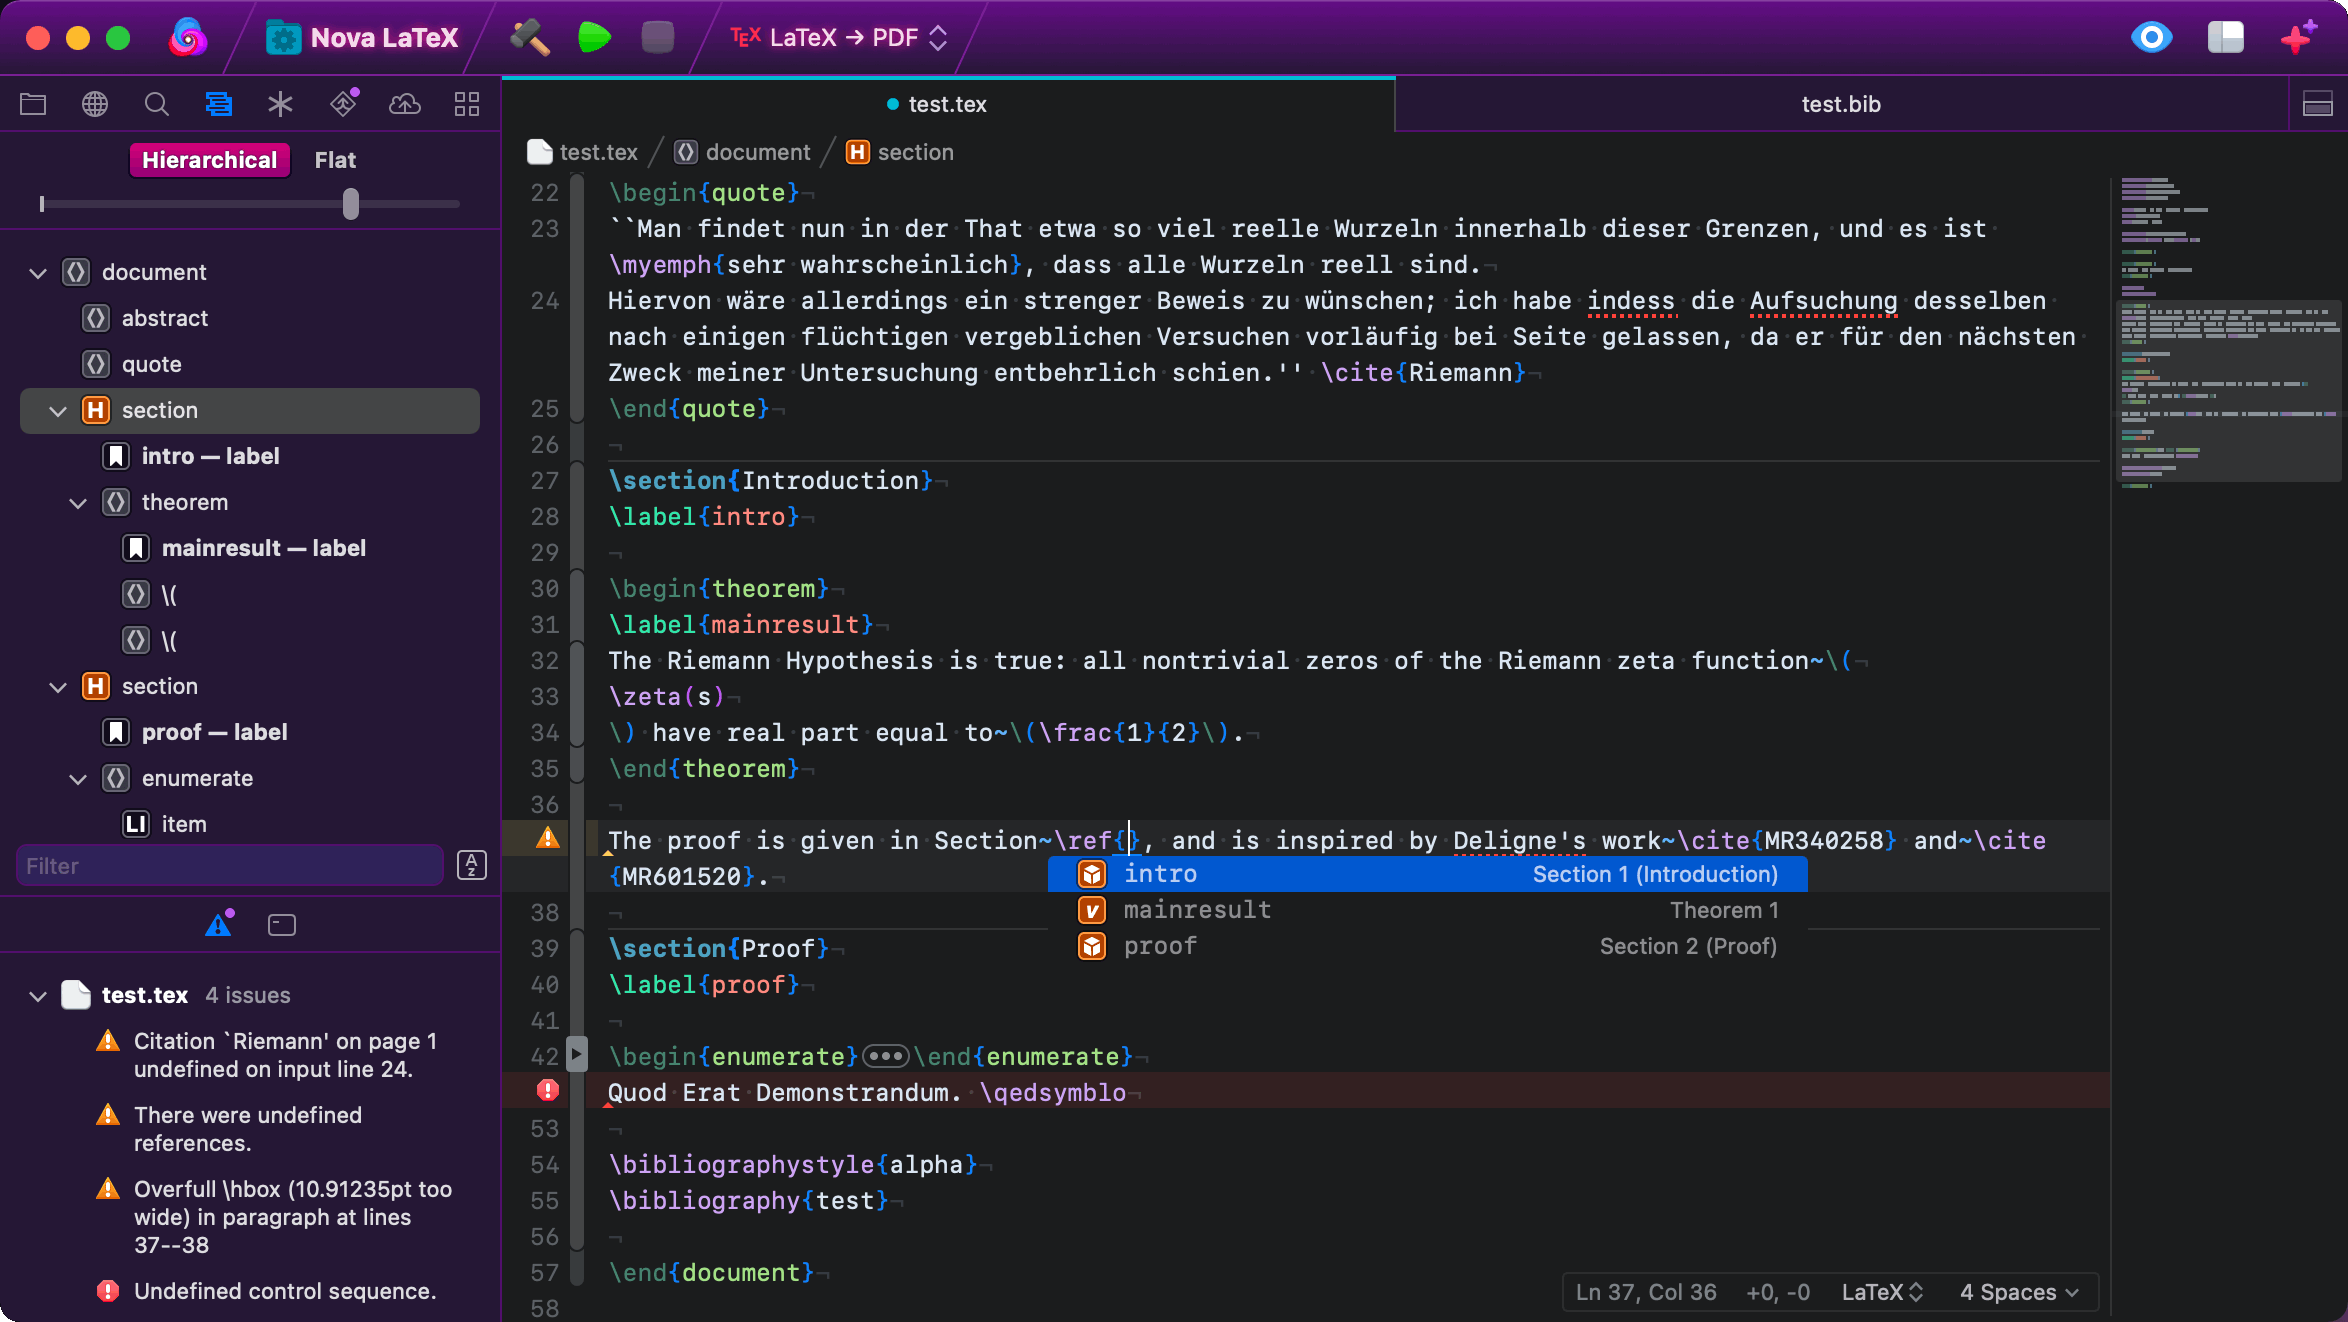 Nova LaTeX
TEX LaTeX → PDF
test.tex
test.bib
Hierarchical
Flat
document
abstract
quote
H section
intro — label
theorem
mainresult — label
\(
\(
H section
proof — label
enumerate
LI item
Filter
A
z
test.tex 4 issues
Citation `Riemann' on page 1
undefined on input line 24.
There were undefined
references.
Overfull \hbox (10.91235pt too
wide) in paragraph at lines
37--38
Undefined control sequence.
test.tex / document / H section
22 \begin{quote}¬
23 ``Man·findet·nun·in·der·That·etwa·so·viel·reelle·Wurzeln·innerhalb·dieser·Grenzen,·und·es·ist·
\myemph{sehr·wahrscheinlich},·dass·alle·Wurzeln·reell·sind.¬
24 Hiervon·wäre·allerdings·ein·strenger·Beweis·zu·wünschen;·ich·habe·indess·die·Aufsuchung·desselben·
nach·einigen·flüchtigen·vergeblichen·Versuchen·vorläufig·bei·Seite·gelassen,·da·er·für·den·nächsten·
Zweck·meiner·Untersuchung·entbehrlich·schien.''·\cite{Riemann}¬
25 \end{quote}¬
26 ¬
27 \section{Introduction}¬
28 \label{intro}¬
29 ¬
30 \begin{theorem}¬
31 \label{mainresult}¬
32 The·Riemann·Hypothesis·is·true:·all·nontrivial·zeros·of·the·Riemann·zeta·function~\(¬
33 \zeta(s)¬
34 \)·have·real·part·equal·to~\(\frac{1}{2}\).¬
35 \end{theorem}¬
36 ¬
The·proof·is·given·in·Section~\ref{},·and·is·inspired·by·Deligne's·work~\cite{MR340258}·and~\cite
{MR601520}.¬
intro Section 1 (Introduction)
v mainresult Theorem 1
proof Section 2 (Proof)
38 ¬
39 \section{Proof}¬
40 \label{proof}¬
41 ¬
42 \begin{enumerate}•••\end{enumerate}¬
Quod·Erat·Demonstrandum.·\qedsymblo¬
53 ¬
54 \bibliographystyle{alpha}¬
55 \bibliography{test}¬
56 ¬
57 \end{document}¬
58
Ln 37, Col 36 +0, -0 LaTeX 4 Spaces